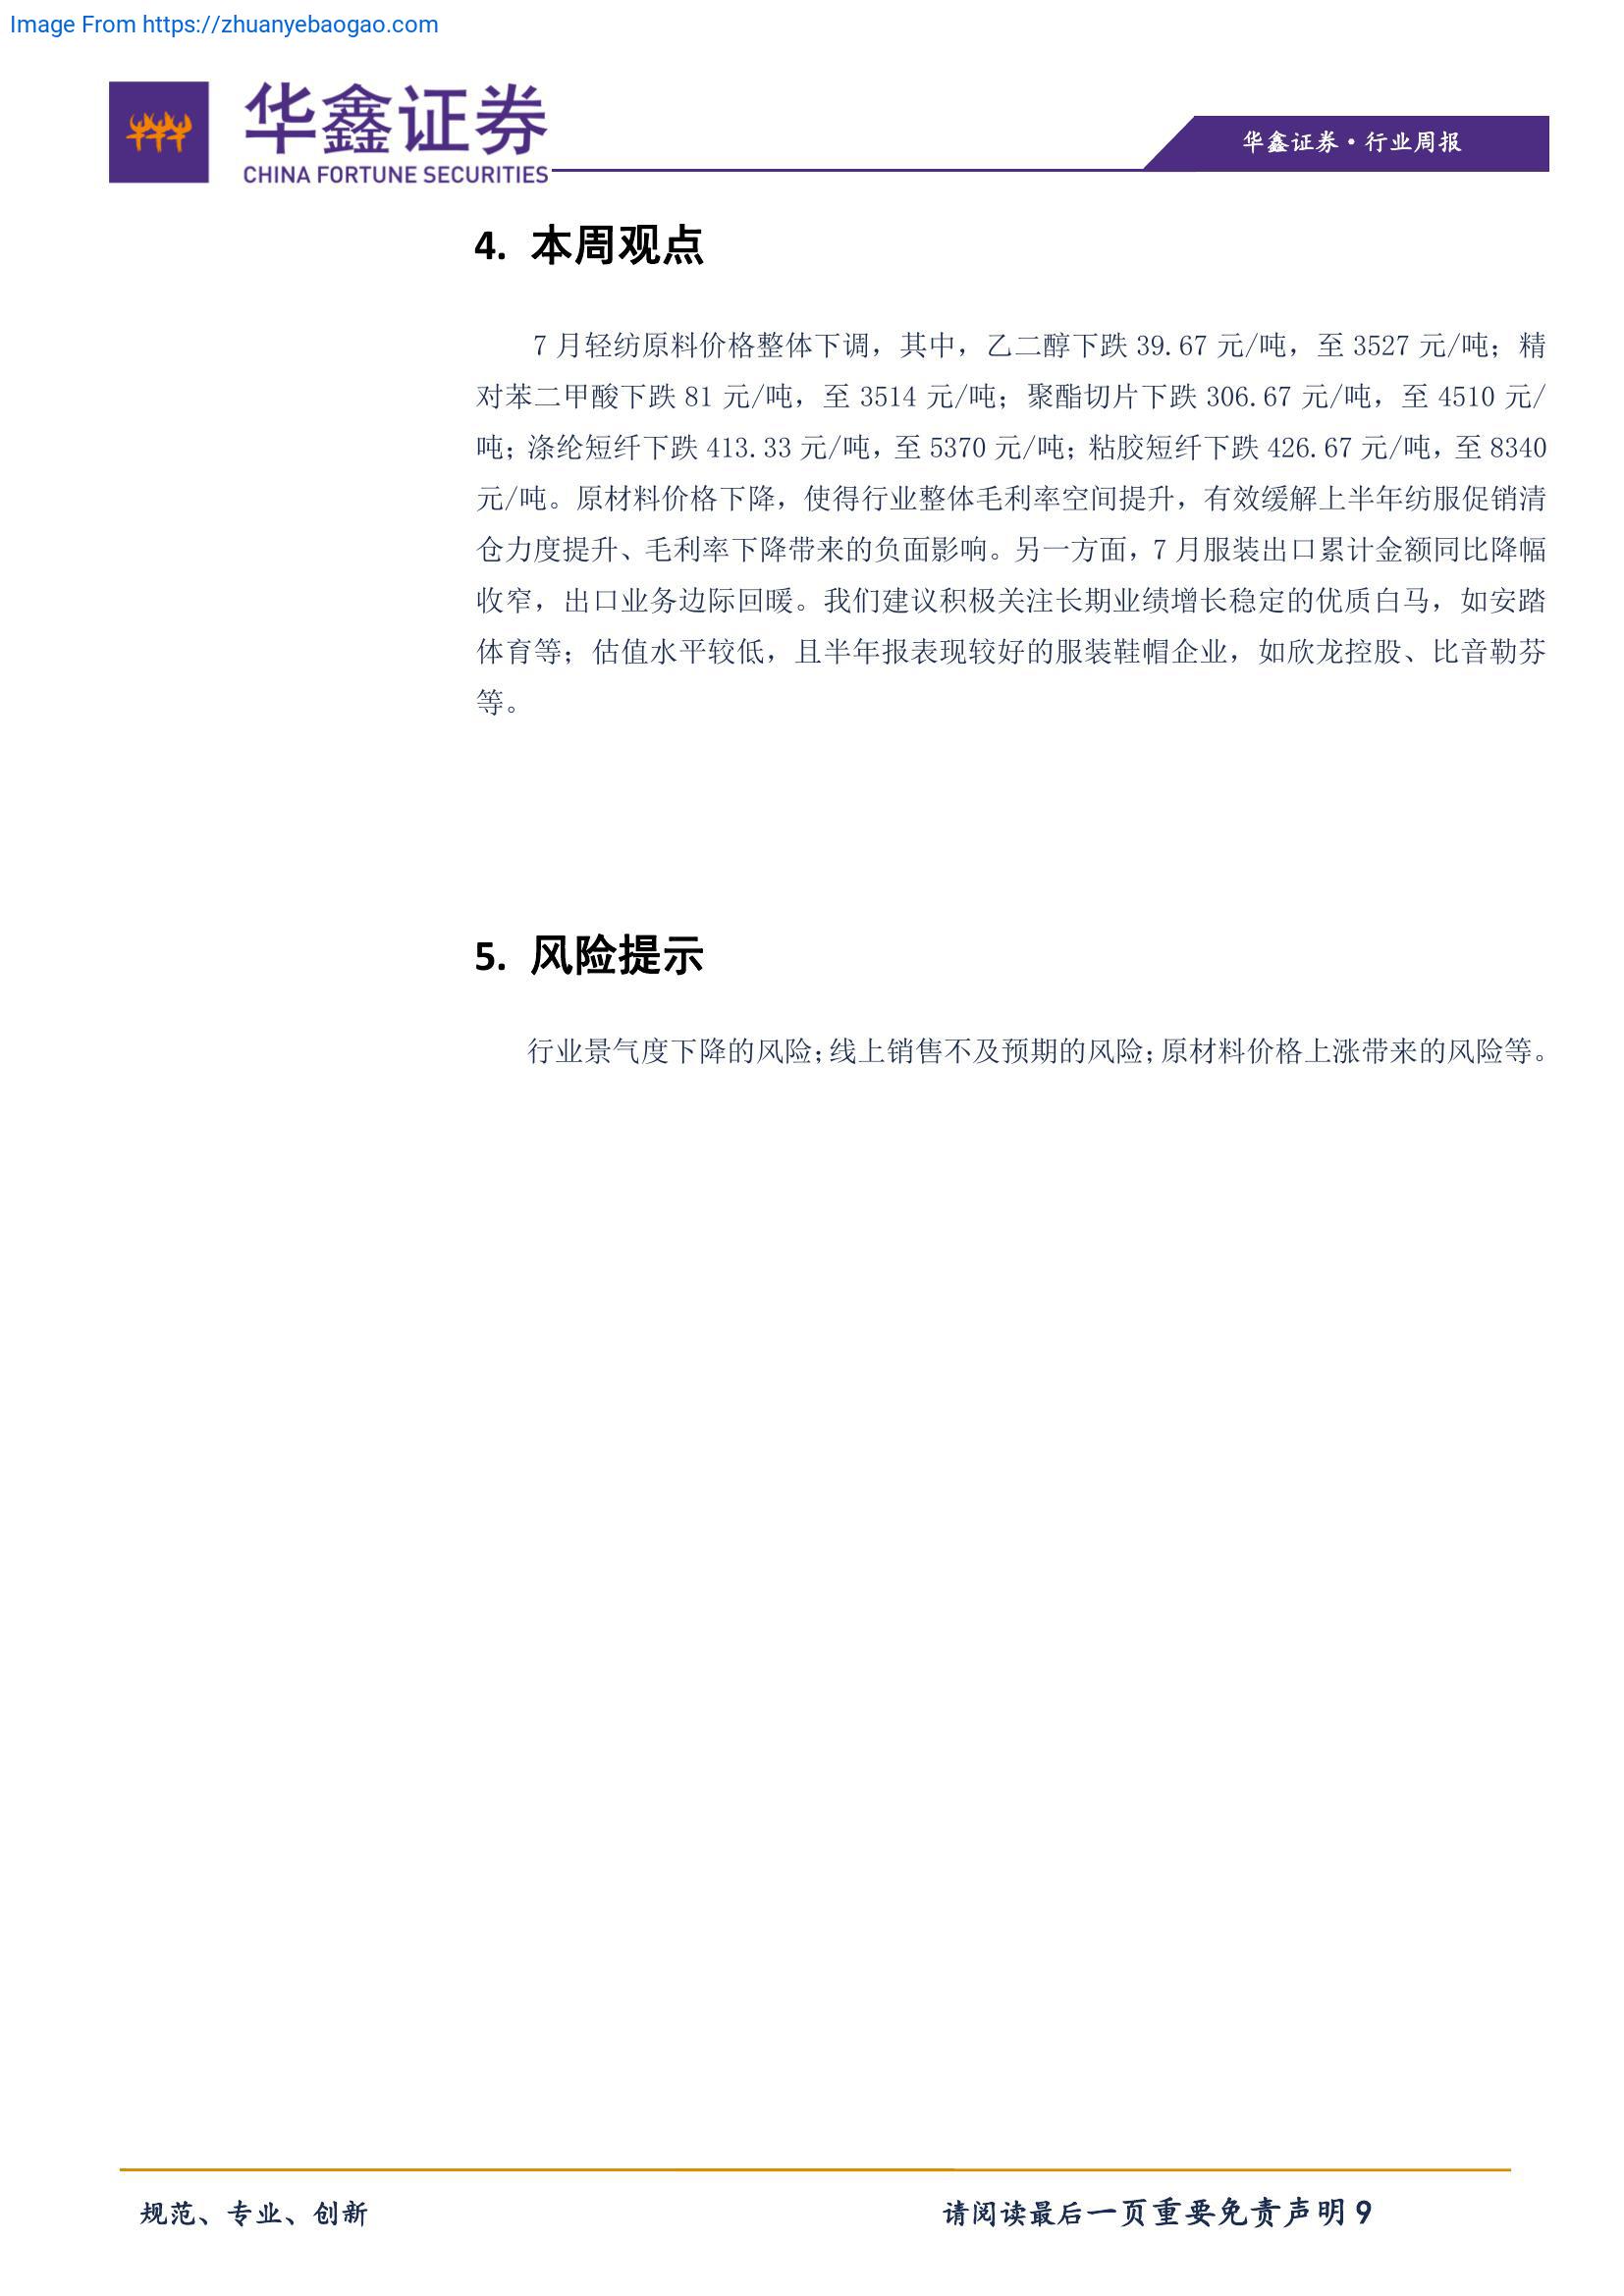 Image From https://zhuanyebaogao.com
华鑫证券
CHINA FORTUNE SECURITIES
华鑫证券·行业周报
4. 本周观点
7 月轻纺原料价格整体下调，其中，乙二醇下跌 39.67 元/吨，至 3527 元/吨；精
对苯二甲酸下跌 81 元/吨，至 3514 元/吨；聚酯切片下跌 306.67 元/吨，至 4510 元/
吨；涤纶短纤下跌 413.33 元/吨，至 5370 元/吨；粘胶短纤下跌 426.67 元/吨，至 8340
元/吨。原材料价格下降，使得行业整体毛利率空间提升，有效缓解上半年纺服促销清
仓力度提升、毛利率下降带来的负面影响。另一方面，7 月服装出口累计金额同比降幅
收窄，出口业务边际回暖。我们建议积极关注长期业绩增长稳定的优质白马，如安踏
体育等；估值水平较低，且半年报表现较好的服装鞋帽企业，如欣龙控股、比音勒芬
等。
5. 风险提示
行业景气度下降的风险；线上销售不及预期的风险；原材料价格上涨带来的风险等。
规范、专业、创新
请阅读最后一页重要免责声明 9